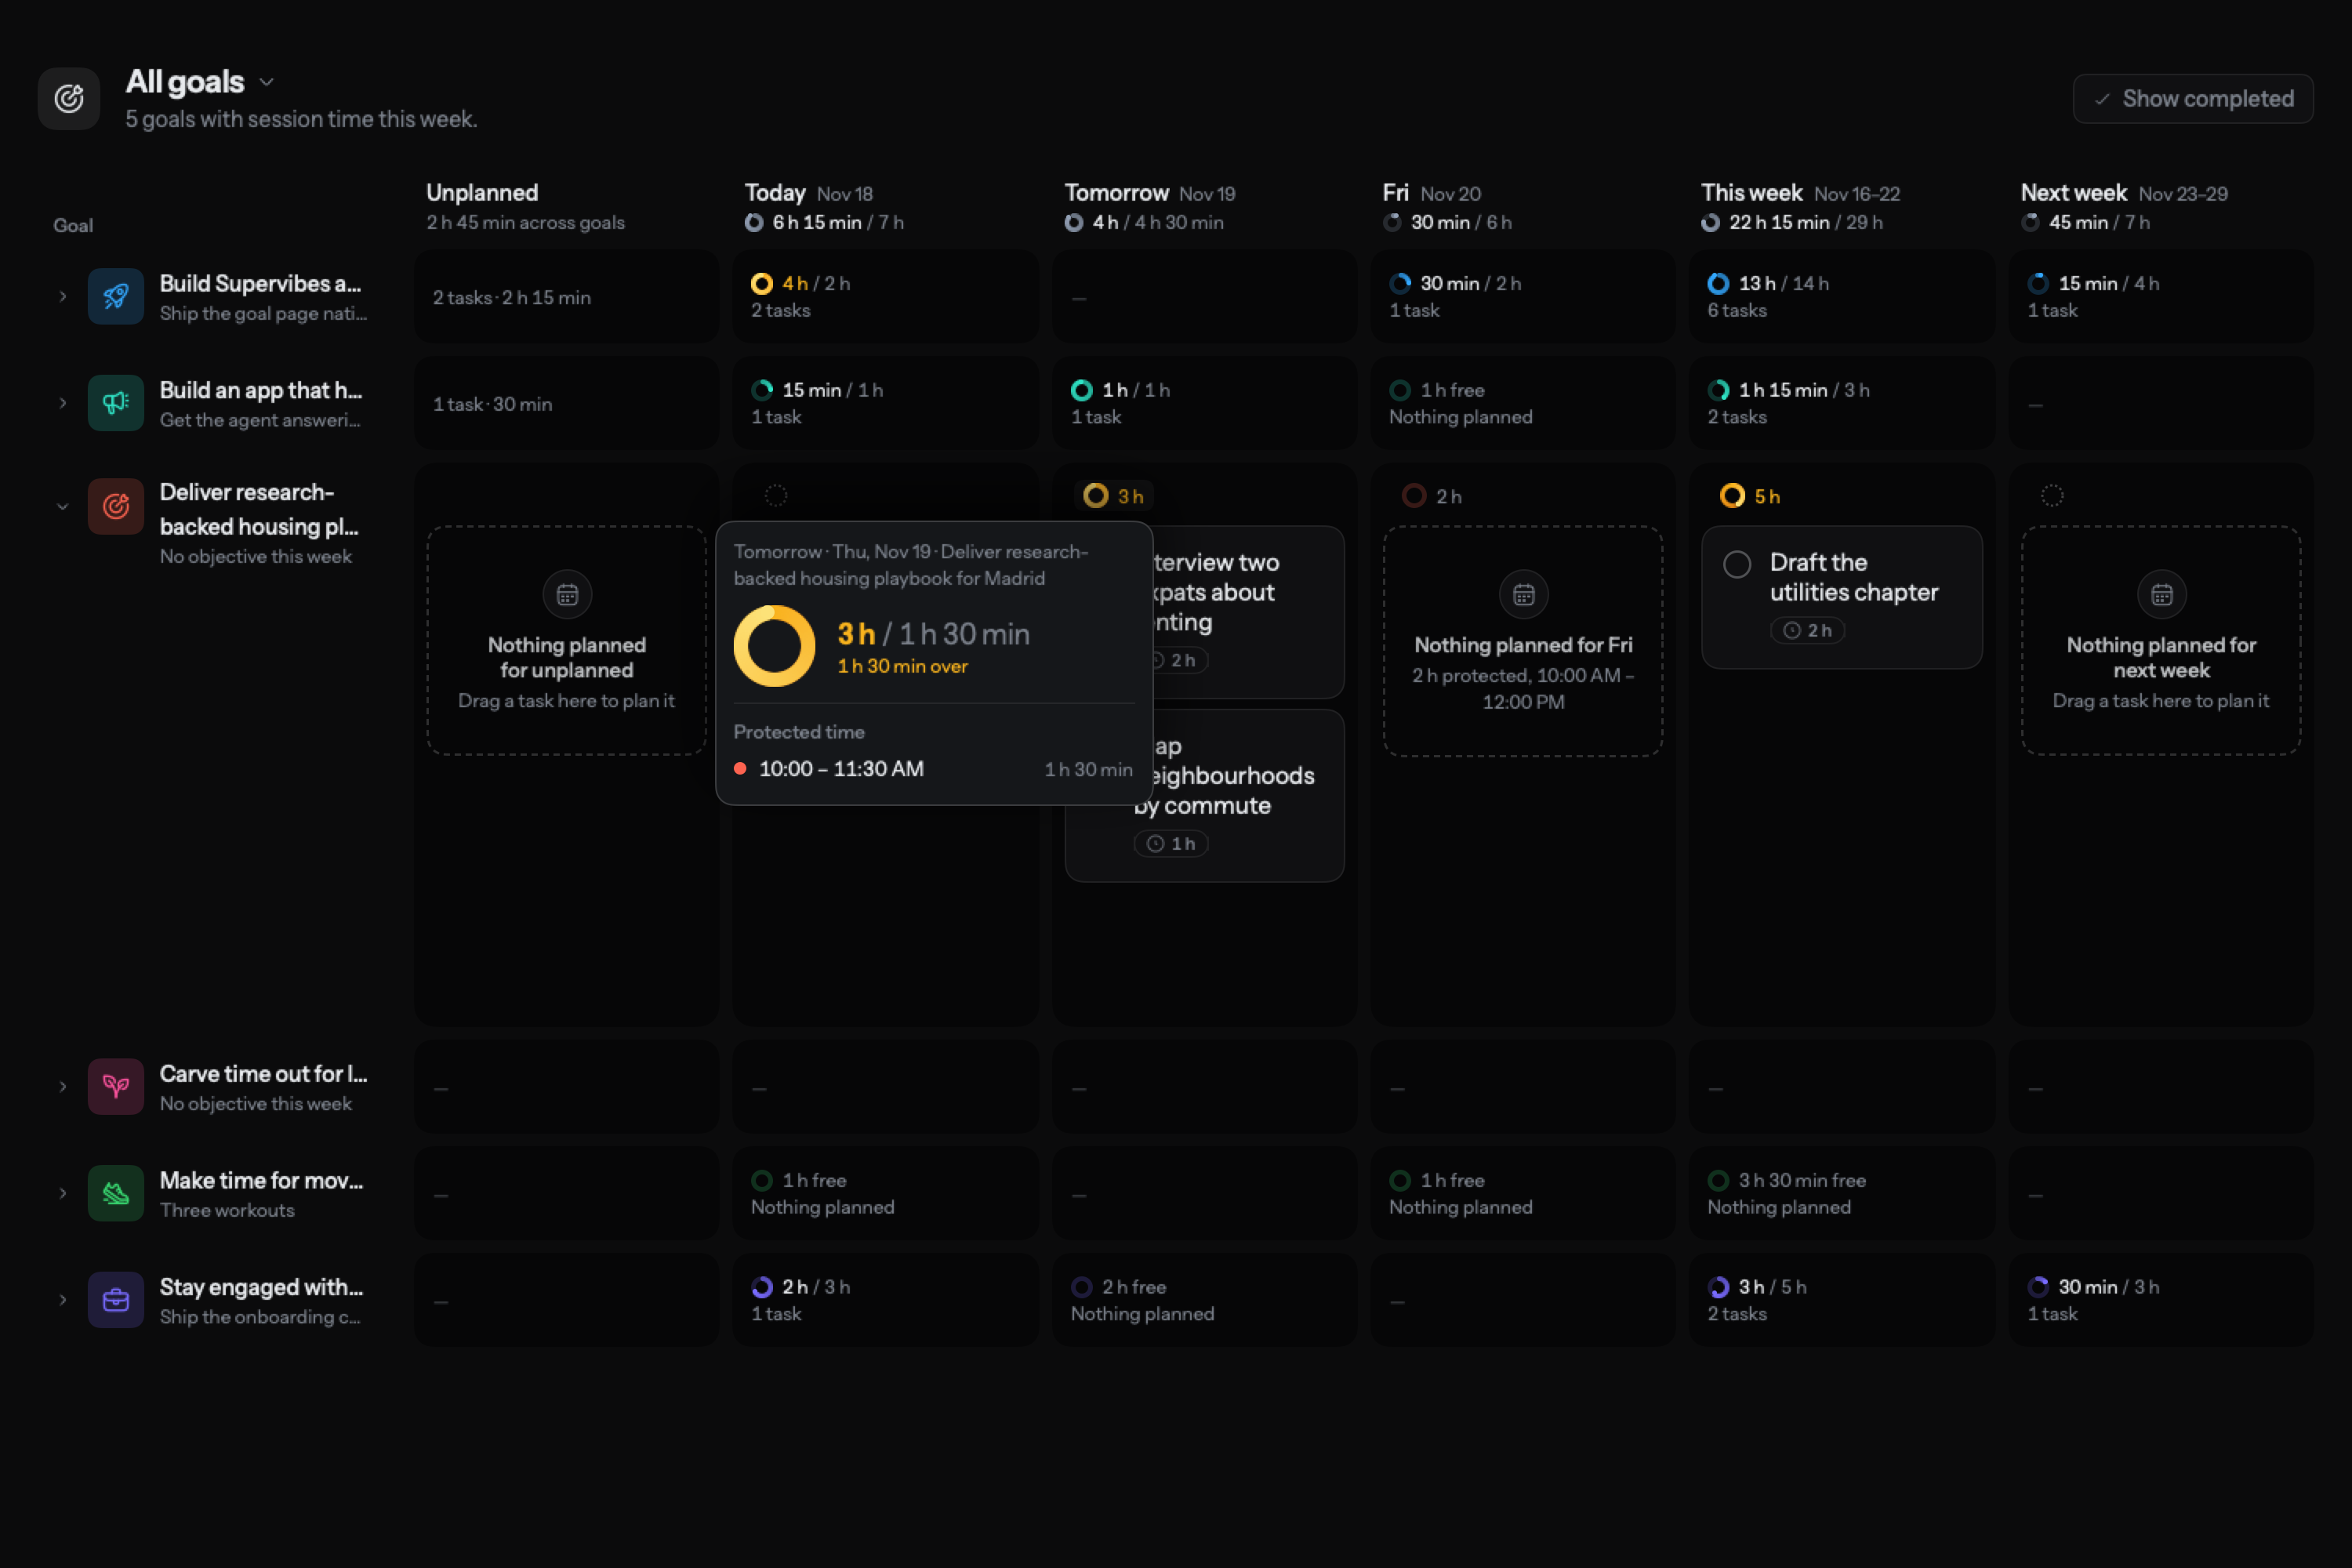 All goals
5 goals with session time this week.
Show completed
Goal
Unplanned
2 h 45 min across goals
Today Nov 18
6 h 15 min / 7 h
Tomorrow Nov 19
4 h / 4 h 30 min
Fri Nov 20
30 min / 6 h
This week Nov 16–22
22 h 15 min / 29 h
Next week Nov 23–29
45 min / 7 h
Build Supervibes a...
Ship the goal page nati...
2 tasks · 2 h 15 min
4 h / 2 h
2 tasks
–
30 min / 2 h
1 task
13 h / 14 h
6 tasks
15 min / 4 h
1 task
Build an app that h...
Get the agent answeri...
1 task · 30 min
15 min / 1 h
1 task
1 h / 1 h
1 task
1 h free
Nothing planned
1 h 15 min / 3 h
2 tasks
–
Deliver research-
backed housing pl...
No objective this week
Nothing planned
for unplanned
Drag a task here to plan it
Tomorrow · Thu, Nov 19 · Deliver research-
backed housing playbook for Madrid
3 h / 1 h 30 min
1 h 30 min over
Protected time
10:00 – 11:30 AM
1 h 30 min
3 h
terview two
pats about
nting
2 h
ap
eighbourhoods
by commute
1 h
2 h
Nothing planned for Fri
2 h protected, 10:00 AM –
12:00 PM
5 h
Draft the
utilities chapter
2 h
Nothing planned for
next week
Drag a task here to plan it
Carve time out for l...
No objective this week
–
–
–
–
–
–
Make time for mov...
Three workouts
–
1 h free
Nothing planned
–
1 h free
Nothing planned
3 h 30 min free
Nothing planned
–
Stay engaged with...
Ship the onboarding c...
–
2 h / 3 h
1 task
2 h free
Nothing planned
–
3 h / 5 h
2 tasks
30 min / 3 h
1 task